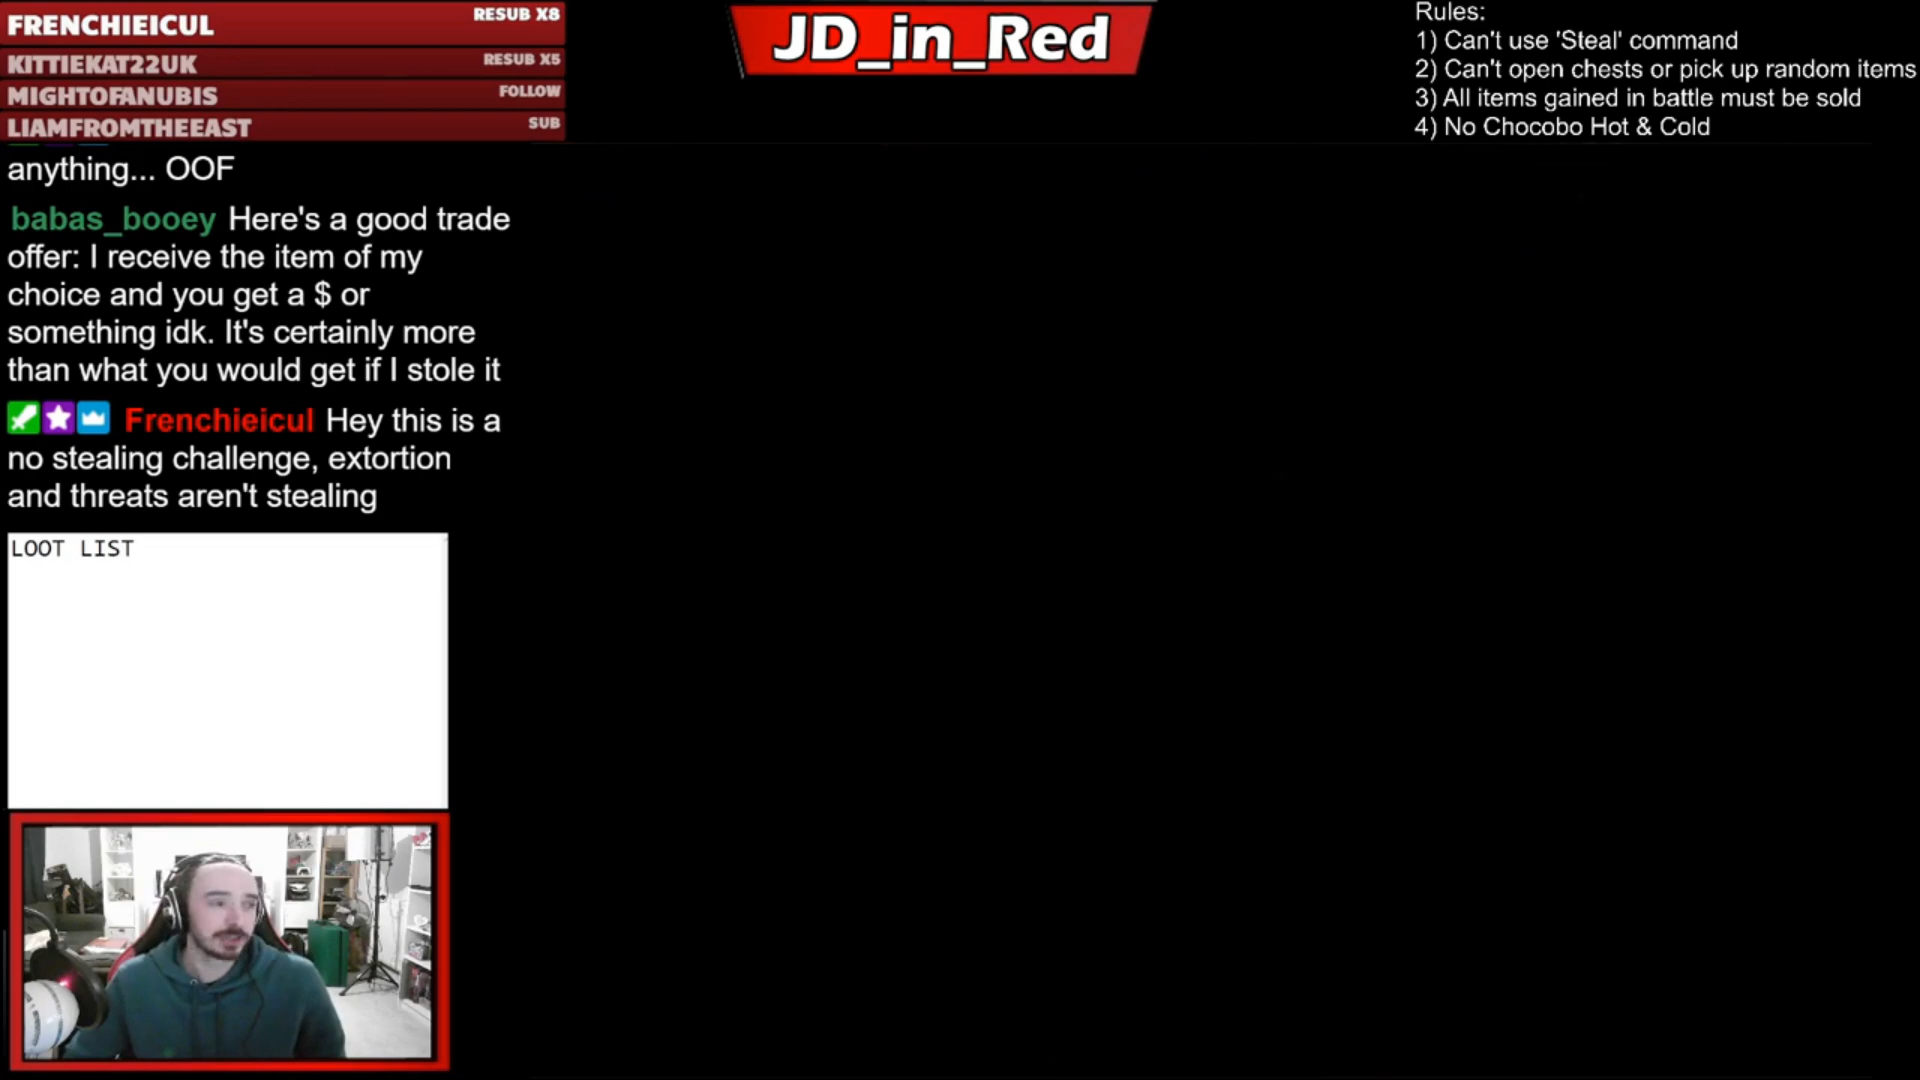 FRENCHIEICUL RESUB X8
KITTIEKAT22UK RESUB X5
MIGHTOFANUBIS FOLLOW
LIAMFROMTHEEAST SUB
JD_in_Red
Rules:
1) Can't use 'Steal' command
2) Can't open chests or pick up random items
3) All items gained in battle must be sold
4) No Chocobo Hot & Cold
anything... OOF
babas_booey Here's a good trade
offer: I receive the item of my
choice and you get a $ or
something idk. It's certainly more
than what you would get if I stole it
Frenchieicul Hey this is a
no stealing challenge, extortion
and threats aren't stealing
LOOT LIST